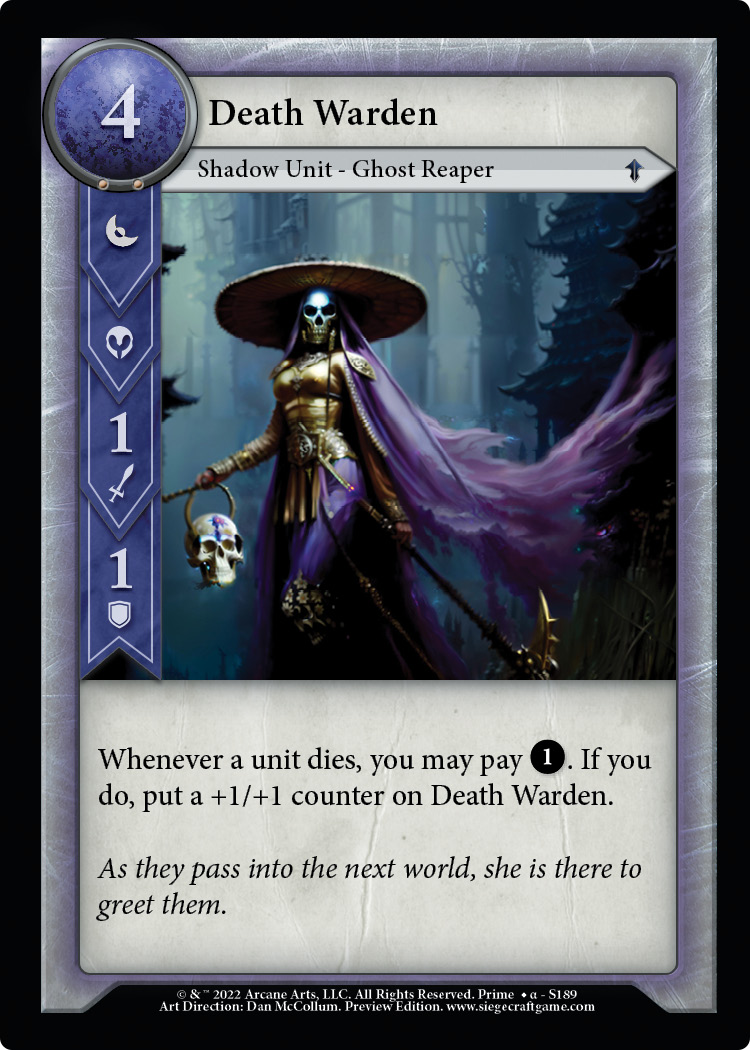 4
Death Warden
Shadow Unit - Ghost Reaper
1
1
Whenever a unit dies, you may pay 1. If you
do, put a +1/+1 counter on Death Warden.
As they pass into the next world, she is there to
greet them.
© & ™ 2022 Arcane Arts, LLC. All Rights Reserved. Prime ⬥ α - S189
Art Direction: Dan McCollum. Preview Edition. www.siegecraftgame.com